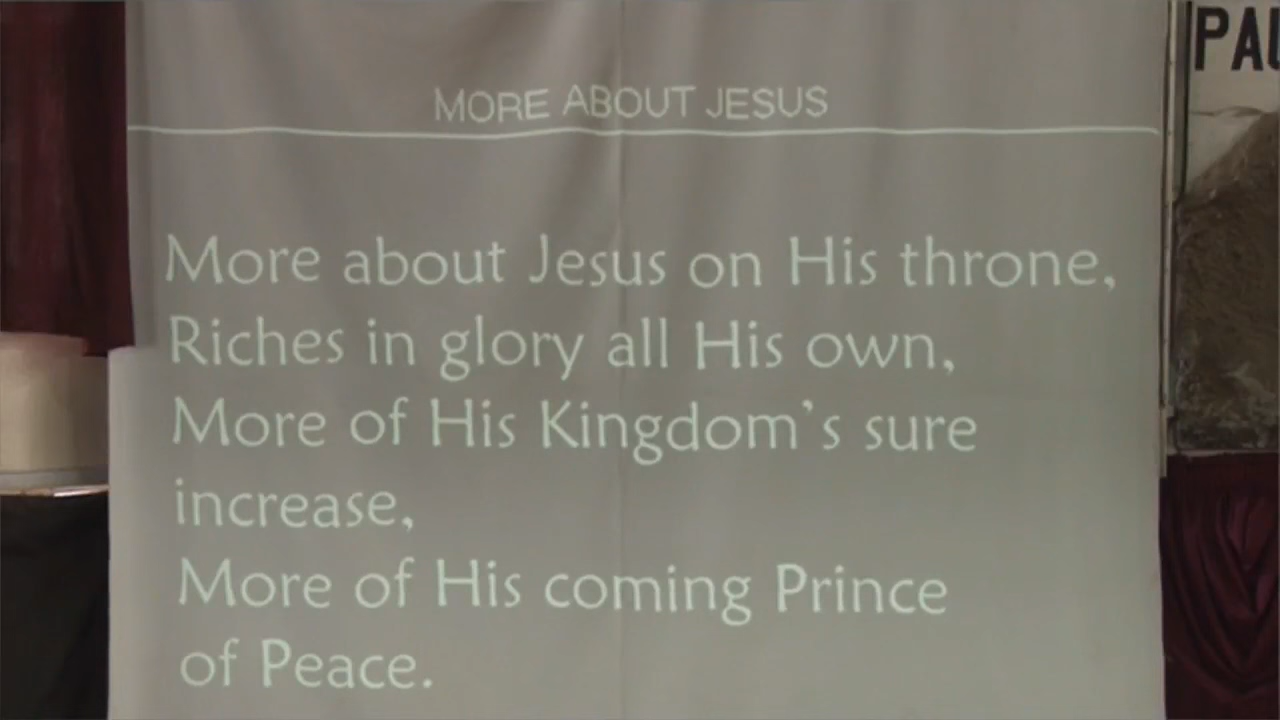 MORE ABOUT JESUS
More about Jesus on His throne,
Riches in glory all His own,
More of His Kingdom's sure
increase,
More of His coming Prince
of Peace.